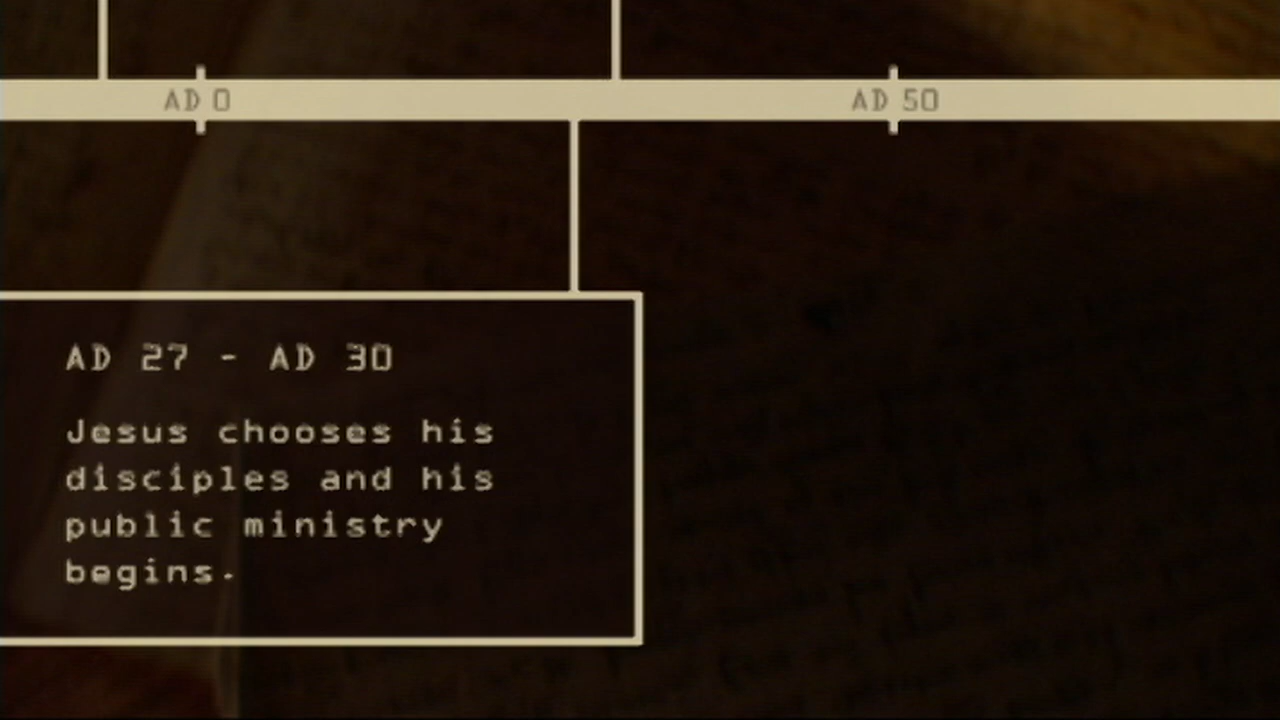 AD 0
AD 50
AD 27 - AD 30
Jesus chooses his
disciples and his
public ministry
begins.